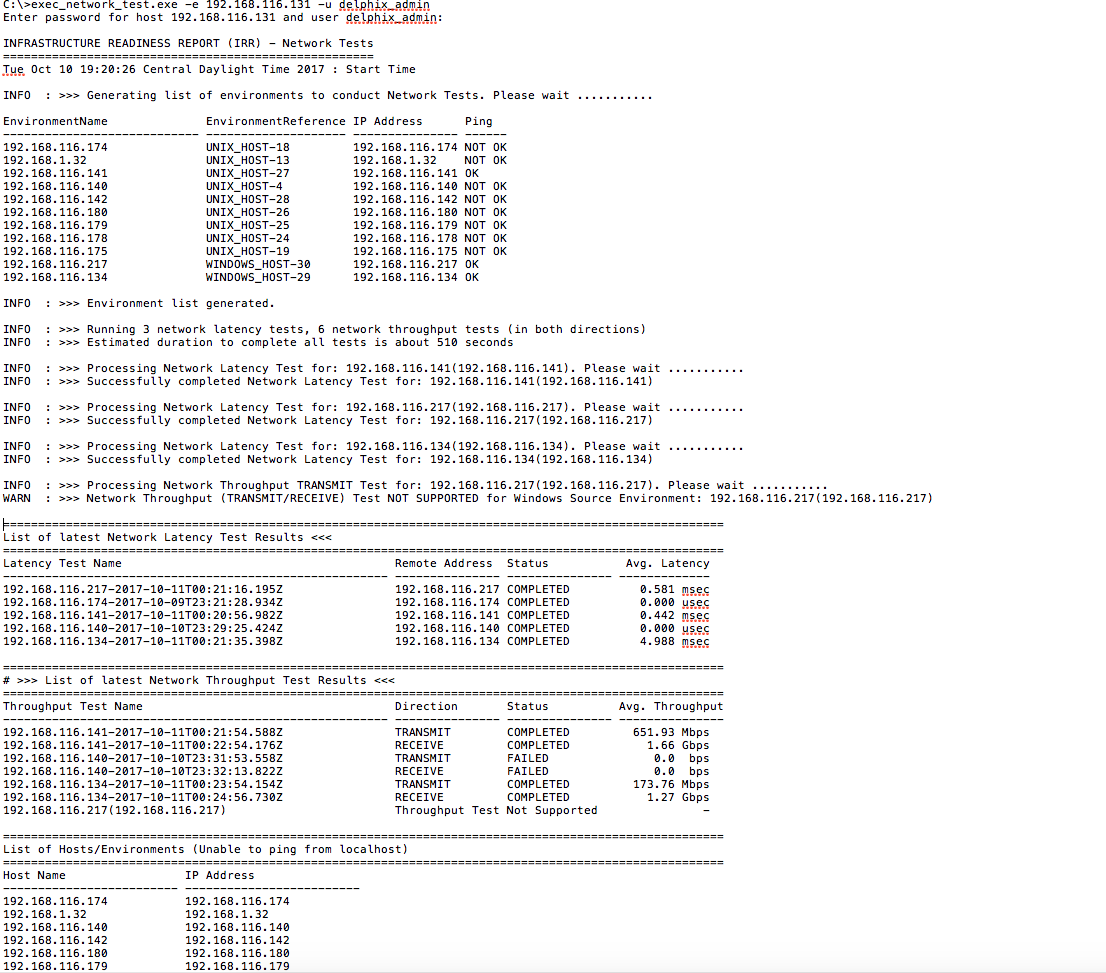 C:\>exec_network_test.exe -e 192.168.116.131 -u delphix_admin
Enter password for host 192.168.116.131 and user delphix_admin:
INFRASTRUCTURE READINESS REPORT (IRR) - Network Tests
=====================================================
Tue Oct 10 19:20:26 Central Daylight Time 2017 : Start Time
INFO  : >>> Generating list of environments to conduct Network Tests. Please wait ...........
EnvironmentName              EnvironmentReference IP Address      Ping
---------------------------- -------------------- --------------- ------
192.168.116.174              UNIX_HOST-18         192.168.116.174 NOT OK
192.168.1.32                 UNIX_HOST-13         192.168.1.32    NOT OK
192.168.116.141              UNIX_HOST-27         192.168.116.141 OK
192.168.116.140              UNIX_HOST-4          192.168.116.140 NOT OK
192.168.116.142              UNIX_HOST-28         192.168.116.142 NOT OK
192.168.116.180              UNIX_HOST-26         192.168.116.180 NOT OK
192.168.116.179              UNIX_HOST-25         192.168.116.179 NOT OK
192.168.116.178              UNIX_HOST-24         192.168.116.178 NOT OK
192.168.116.175              UNIX_HOST-19         192.168.116.175 NOT OK
192.168.116.217              WINDOWS_HOST-30      192.168.116.217 OK
192.168.116.134              WINDOWS_HOST-29      192.168.116.134 OK
INFO  : >>> Environment list generated.
INFO  : >>> Running 3 network latency tests, 6 network throughput tests (in both directions)
INFO  : >>> Estimated duration to complete all tests is about 510 seconds
INFO  : >>> Processing Network Latency Test for: 192.168.116.141(192.168.116.141). Please wait ...........
INFO  : >>> Successfully completed Network Latency Test for: 192.168.116.141(192.168.116.141)
INFO  : >>> Processing Network Latency Test for: 192.168.116.217(192.168.116.217). Please wait ...........
INFO  : >>> Successfully completed Network Latency Test for: 192.168.116.217(192.168.116.217)
INFO  : >>> Processing Network Latency Test for: 192.168.116.134(192.168.116.134). Please wait ...........
INFO  : >>> Successfully completed Network Latency Test for: 192.168.116.134(192.168.116.134)
INFO  : >>> Processing Network Throughput TRANSMIT Test for: 192.168.116.217(192.168.116.217). Please wait ...........
WARN  : >>> Network Throughput (TRANSMIT/RECEIVE) Test NOT SUPPORTED for Windows Source Environment: 192.168.116.217(192.168.116.217)
=======================================================================================================
List of latest Network Latency Test Results <<<
=======================================================================================================
Latency Test Name                                       Remote Address  Status          Avg. Latency
------------------------------------------------------- --------------- --------------- -------------
192.168.116.217-2017-10-11T00:21:16.195Z                192.168.116.217 COMPLETED          0.581 msec
192.168.116.174-2017-10-09T23:21:28.934Z                192.168.116.174 COMPLETED          0.000 usec
192.168.116.141-2017-10-11T00:20:56.982Z                192.168.116.141 COMPLETED          0.442 msec
192.168.116.140-2017-10-10T23:29:25.424Z                192.168.116.140 COMPLETED          0.000 usec
192.168.116.134-2017-10-11T00:21:35.398Z                192.168.116.134 COMPLETED          4.988 msec
=======================================================================================================
# >>> List of latest Network Throughput Test Results <<<
=======================================================================================================
Throughput Test Name                                    Direction       Status          Avg. Throughput
------------------------------------------------------- --------------- --------------- ---------------
192.168.116.141-2017-10-11T00:21:54.588Z                TRANSMIT        COMPLETED         651.93 Mbps
192.168.116.141-2017-10-11T00:22:54.176Z                RECEIVE         COMPLETED           1.66 Gbps
192.168.116.140-2017-10-10T23:31:53.558Z                TRANSMIT        FAILED               0.0  bps
192.168.116.140-2017-10-10T23:32:13.822Z                RECEIVE         FAILED               0.0  bps
192.168.116.134-2017-10-11T00:23:54.154Z                TRANSMIT        COMPLETED         173.76 Mbps
192.168.116.134-2017-10-11T00:24:56.730Z                RECEIVE         COMPLETED           1.27 Gbps
192.168.116.217(192.168.116.217)                        Throughput Test Not Supported               -
=======================================================================================================
List of Hosts/Environments (Unable to ping from localhost)
=======================================================================================================
Host Name                 IP Address
------------------------- -------------------------
192.168.116.174           192.168.116.174
192.168.1.32              192.168.1.32
192.168.116.140           192.168.116.140
192.168.116.142           192.168.116.142
192.168.116.180           192.168.116.180
192.168.116.179           192.168.116.179